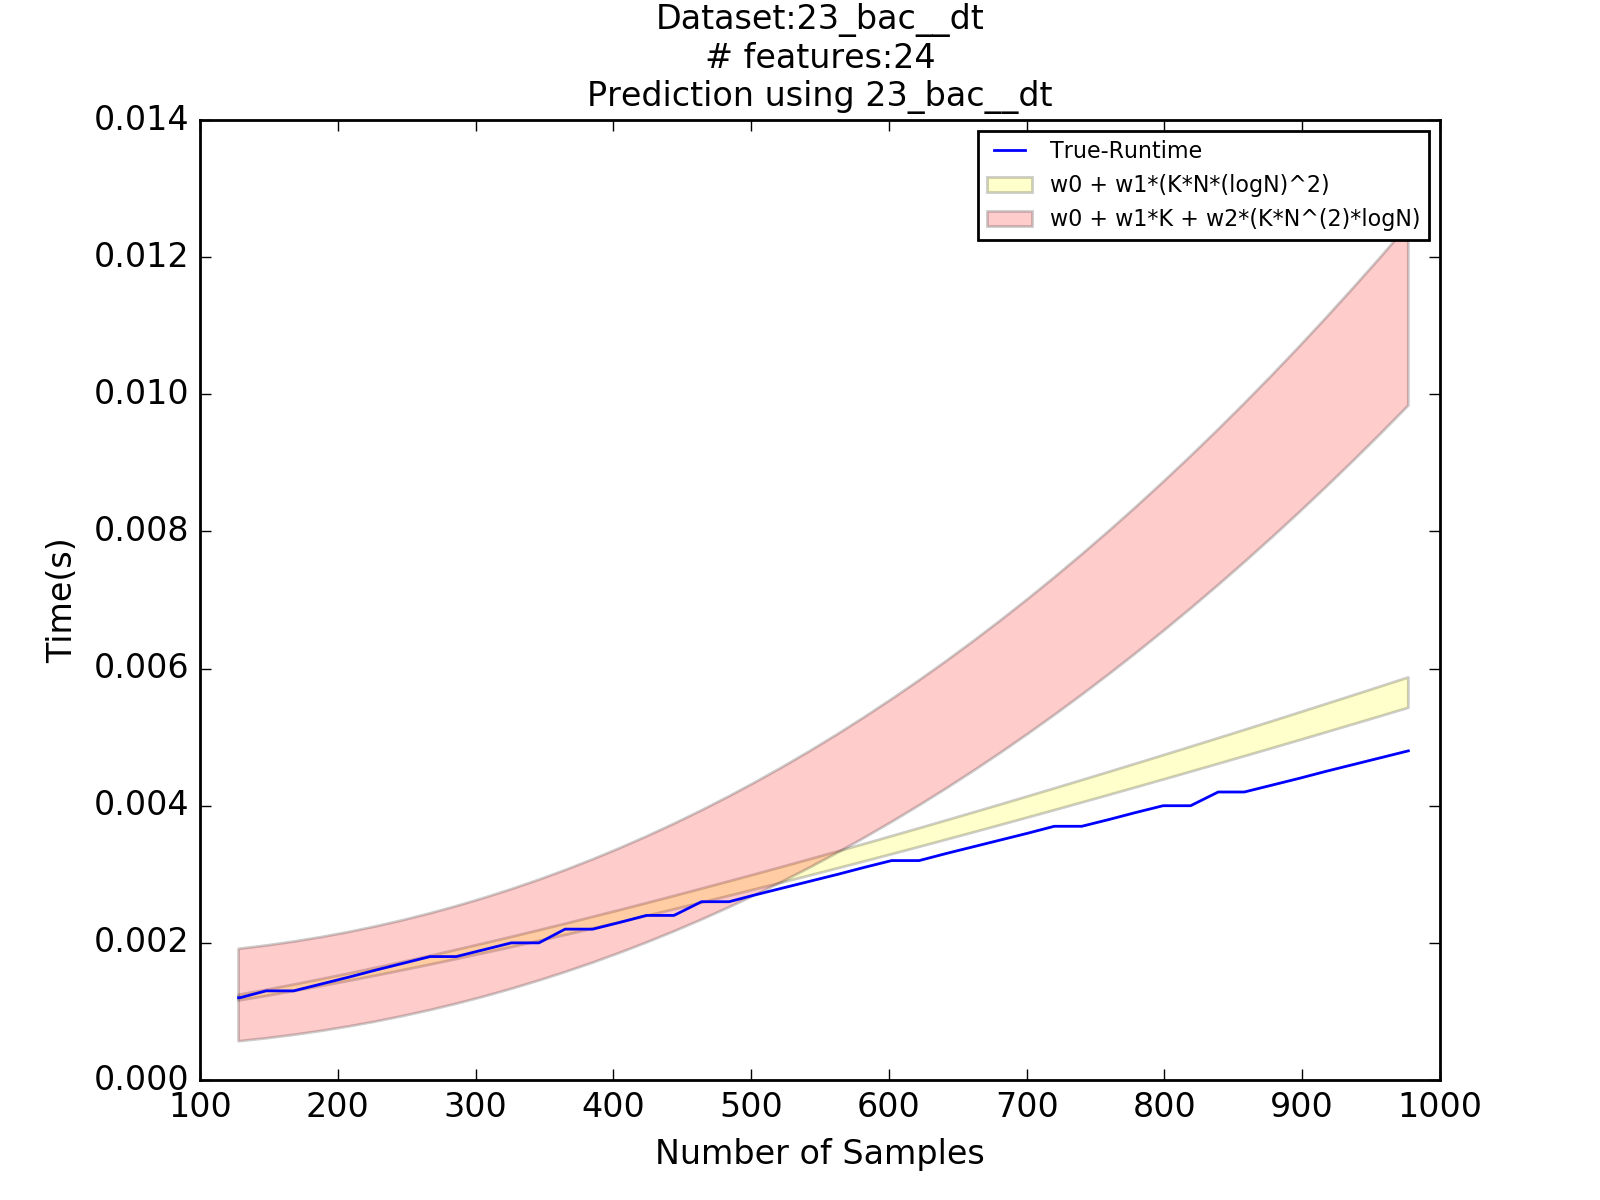 Dataset:23_bac__dt
# features:24
Prediction using 23_bac__dt
0.014
0.012
0.010
0.008
0.006
0.004
0.002
0.000
Time(s)
True-Runtime
w0 + w1*(K*N*(logN)^2)
w0 + w1*K + w2*(K*N^(2)*logN)
100 200 300 400 500 600 700 800 900 1000
Number of Samples